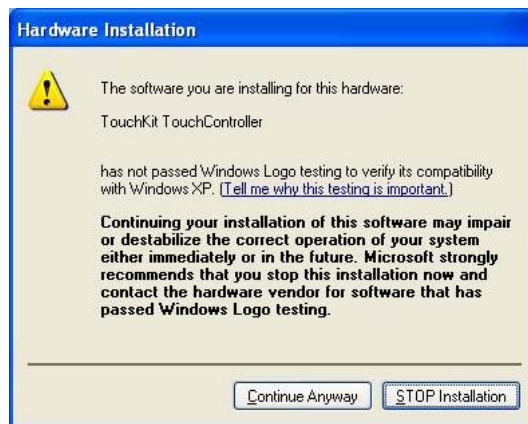 Hardware Installation
The software you are installing for this hardware:
TouchKit TouchController
has not passed Windows Logo testing to verify its compatibility
with Windows XP. (Tell me why this testing is important.)
Continuing your installation of this software may impair
or destabilize the correct operation of your system
either immediately or in the future. Microsoft strongly
recommends that you stop this installation now and
contact the hardware vendor for software that has
passed Windows Logo testing.
Continue Anyway
STOP Installation